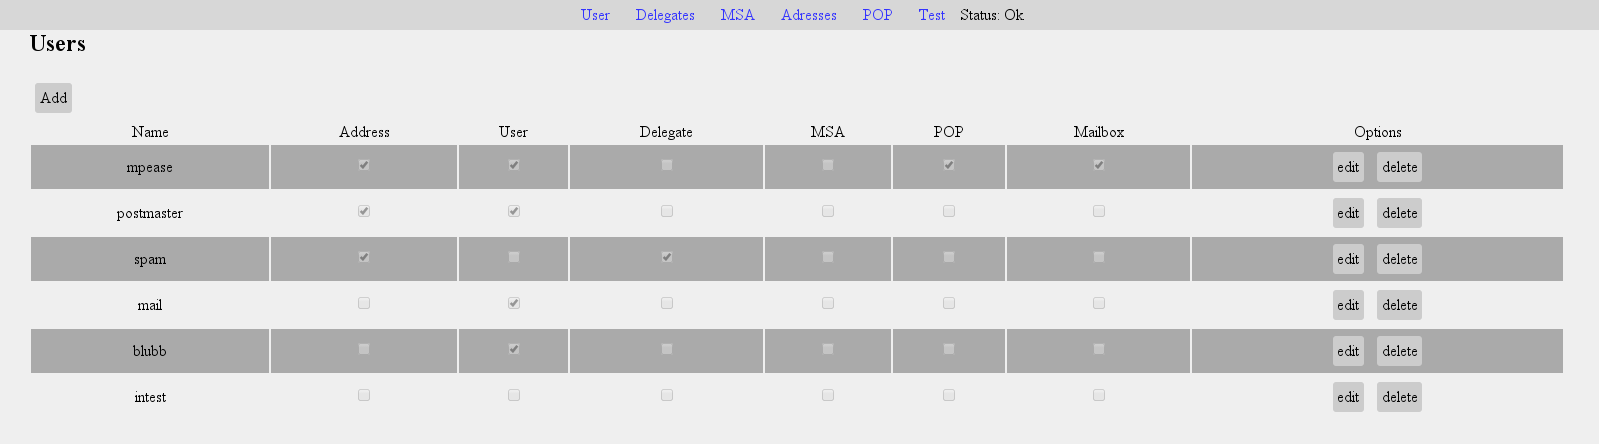 User Delegates MSA Adresses POP Test Status: Ok
Users
Add
Name Address User Delegate MSA POP Mailbox Options
mpease edit delete
postmaster edit delete
spam edit delete
mail edit delete
blubb edit delete
intest edit delete